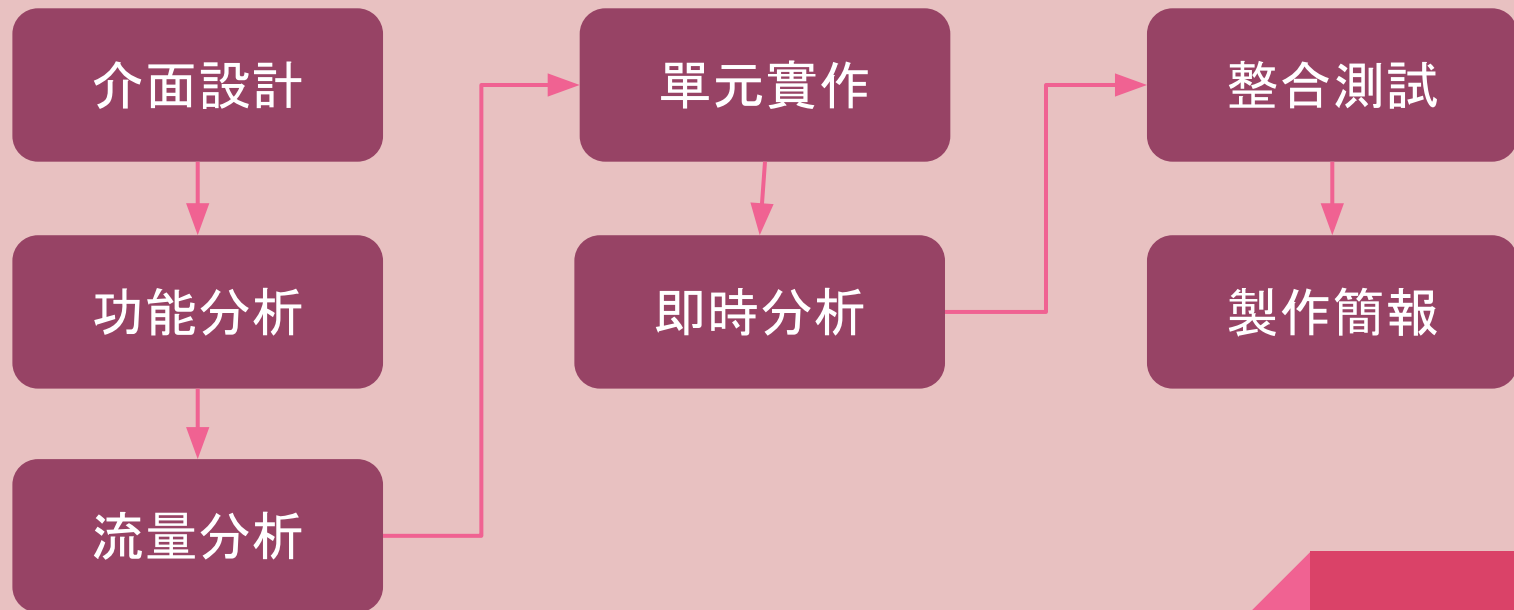 介面設計
功能分析
流量分析
單元實作
即時分析
整合測試
製作簡報